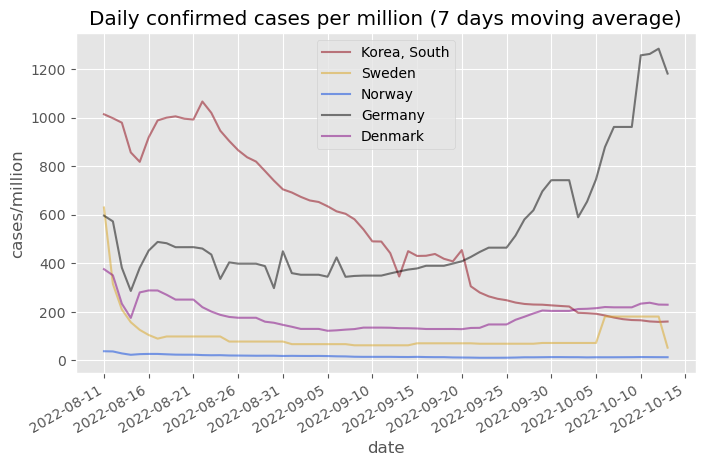 Daily confirmed cases per million (7 days moving average)
Korea, South
Sweden
Norway
Germany
Denmark
cases/million
1200
1000
800
600
400
200
0
2022-08-11
2022-08-16
2022-08-21
2022-08-26
2022-08-31
2022-09-05
2022-09-10
2022-09-15
2022-09-20
2022-09-25
2022-09-30
2022-10-05
2022-10-10
2022-10-15
date